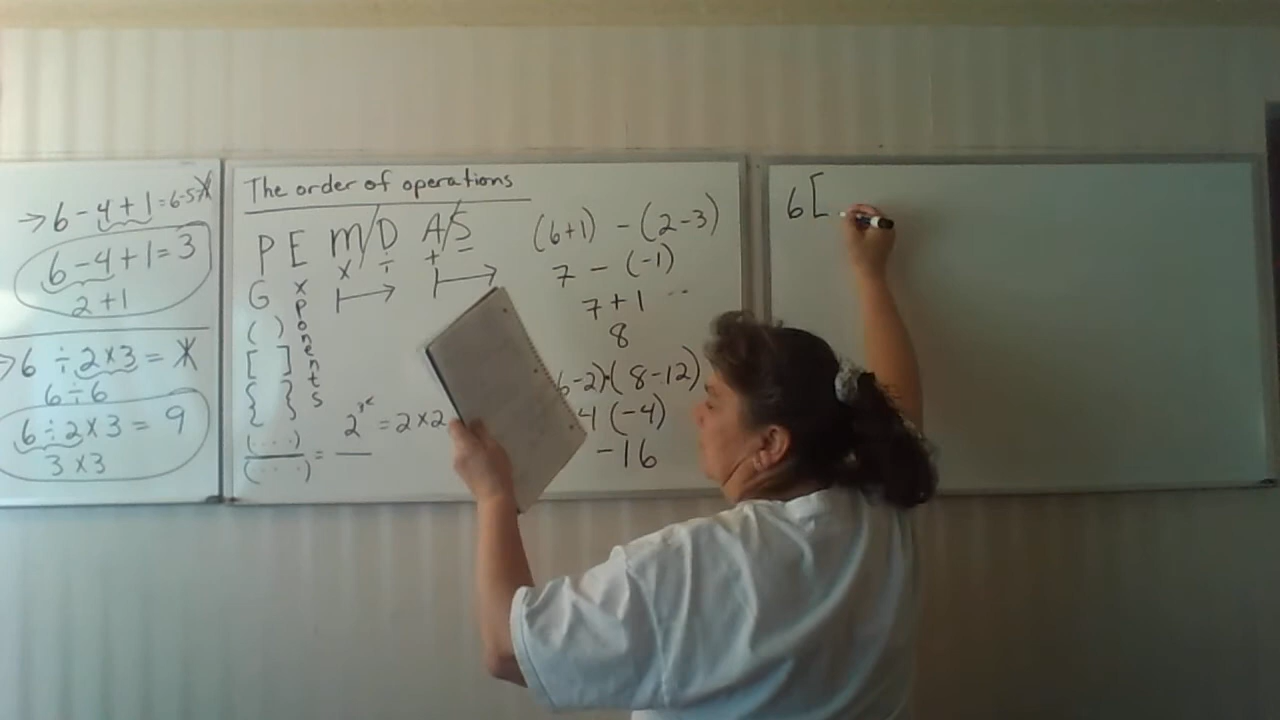 → 6 - 4 + 1 = 6-5=1
6 - 4 + 1 = 3
2 + 1
→ 6 ÷ 2 × 3 =
6 ÷ 6
6 ÷ 2 × 3 = 9
3 × 3
The order of operations
P E M/D A/S
× ÷ + -
G xponents
( )
[ ]
{ }
(...)/(...) = —
2³ = 2×2
(6+1) - (2-3)
7 - (-1)
7 + 1
8
6-2)·(8-12)
4 (-4)
-16
6[